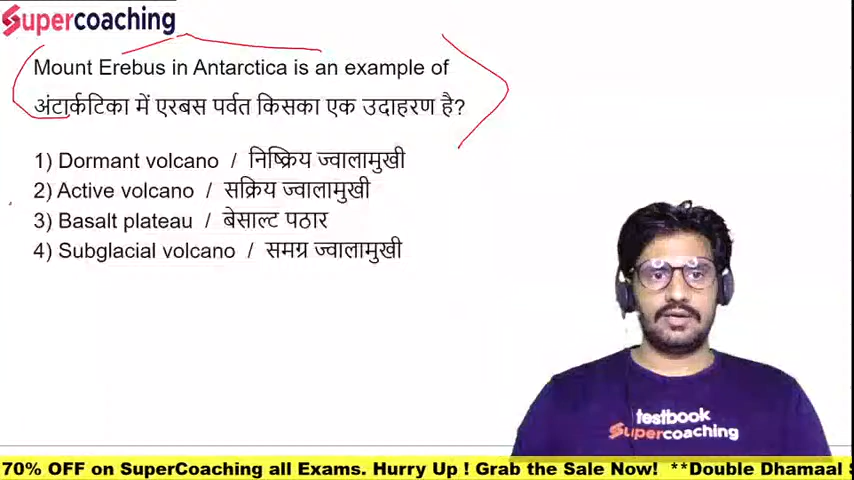 Supercoaching
Mount Erebus in Antarctica is an example of
अंटार्कटिका में एरबस पर्वत किसका एक उदाहरण है?
1) Dormant volcano / निष्क्रिय ज्वालामुखी
2) Active volcano / सक्रिय ज्वालामुखी
3) Basalt plateau / बेसाल्ट पठार
4) Subglacial volcano / समग्र ज्वालामुखी
testbook
Supercoaching
70% OFF on SuperCoaching all Exams. Hurry Up ! Grab the Sale Now! **Double Dhamaal